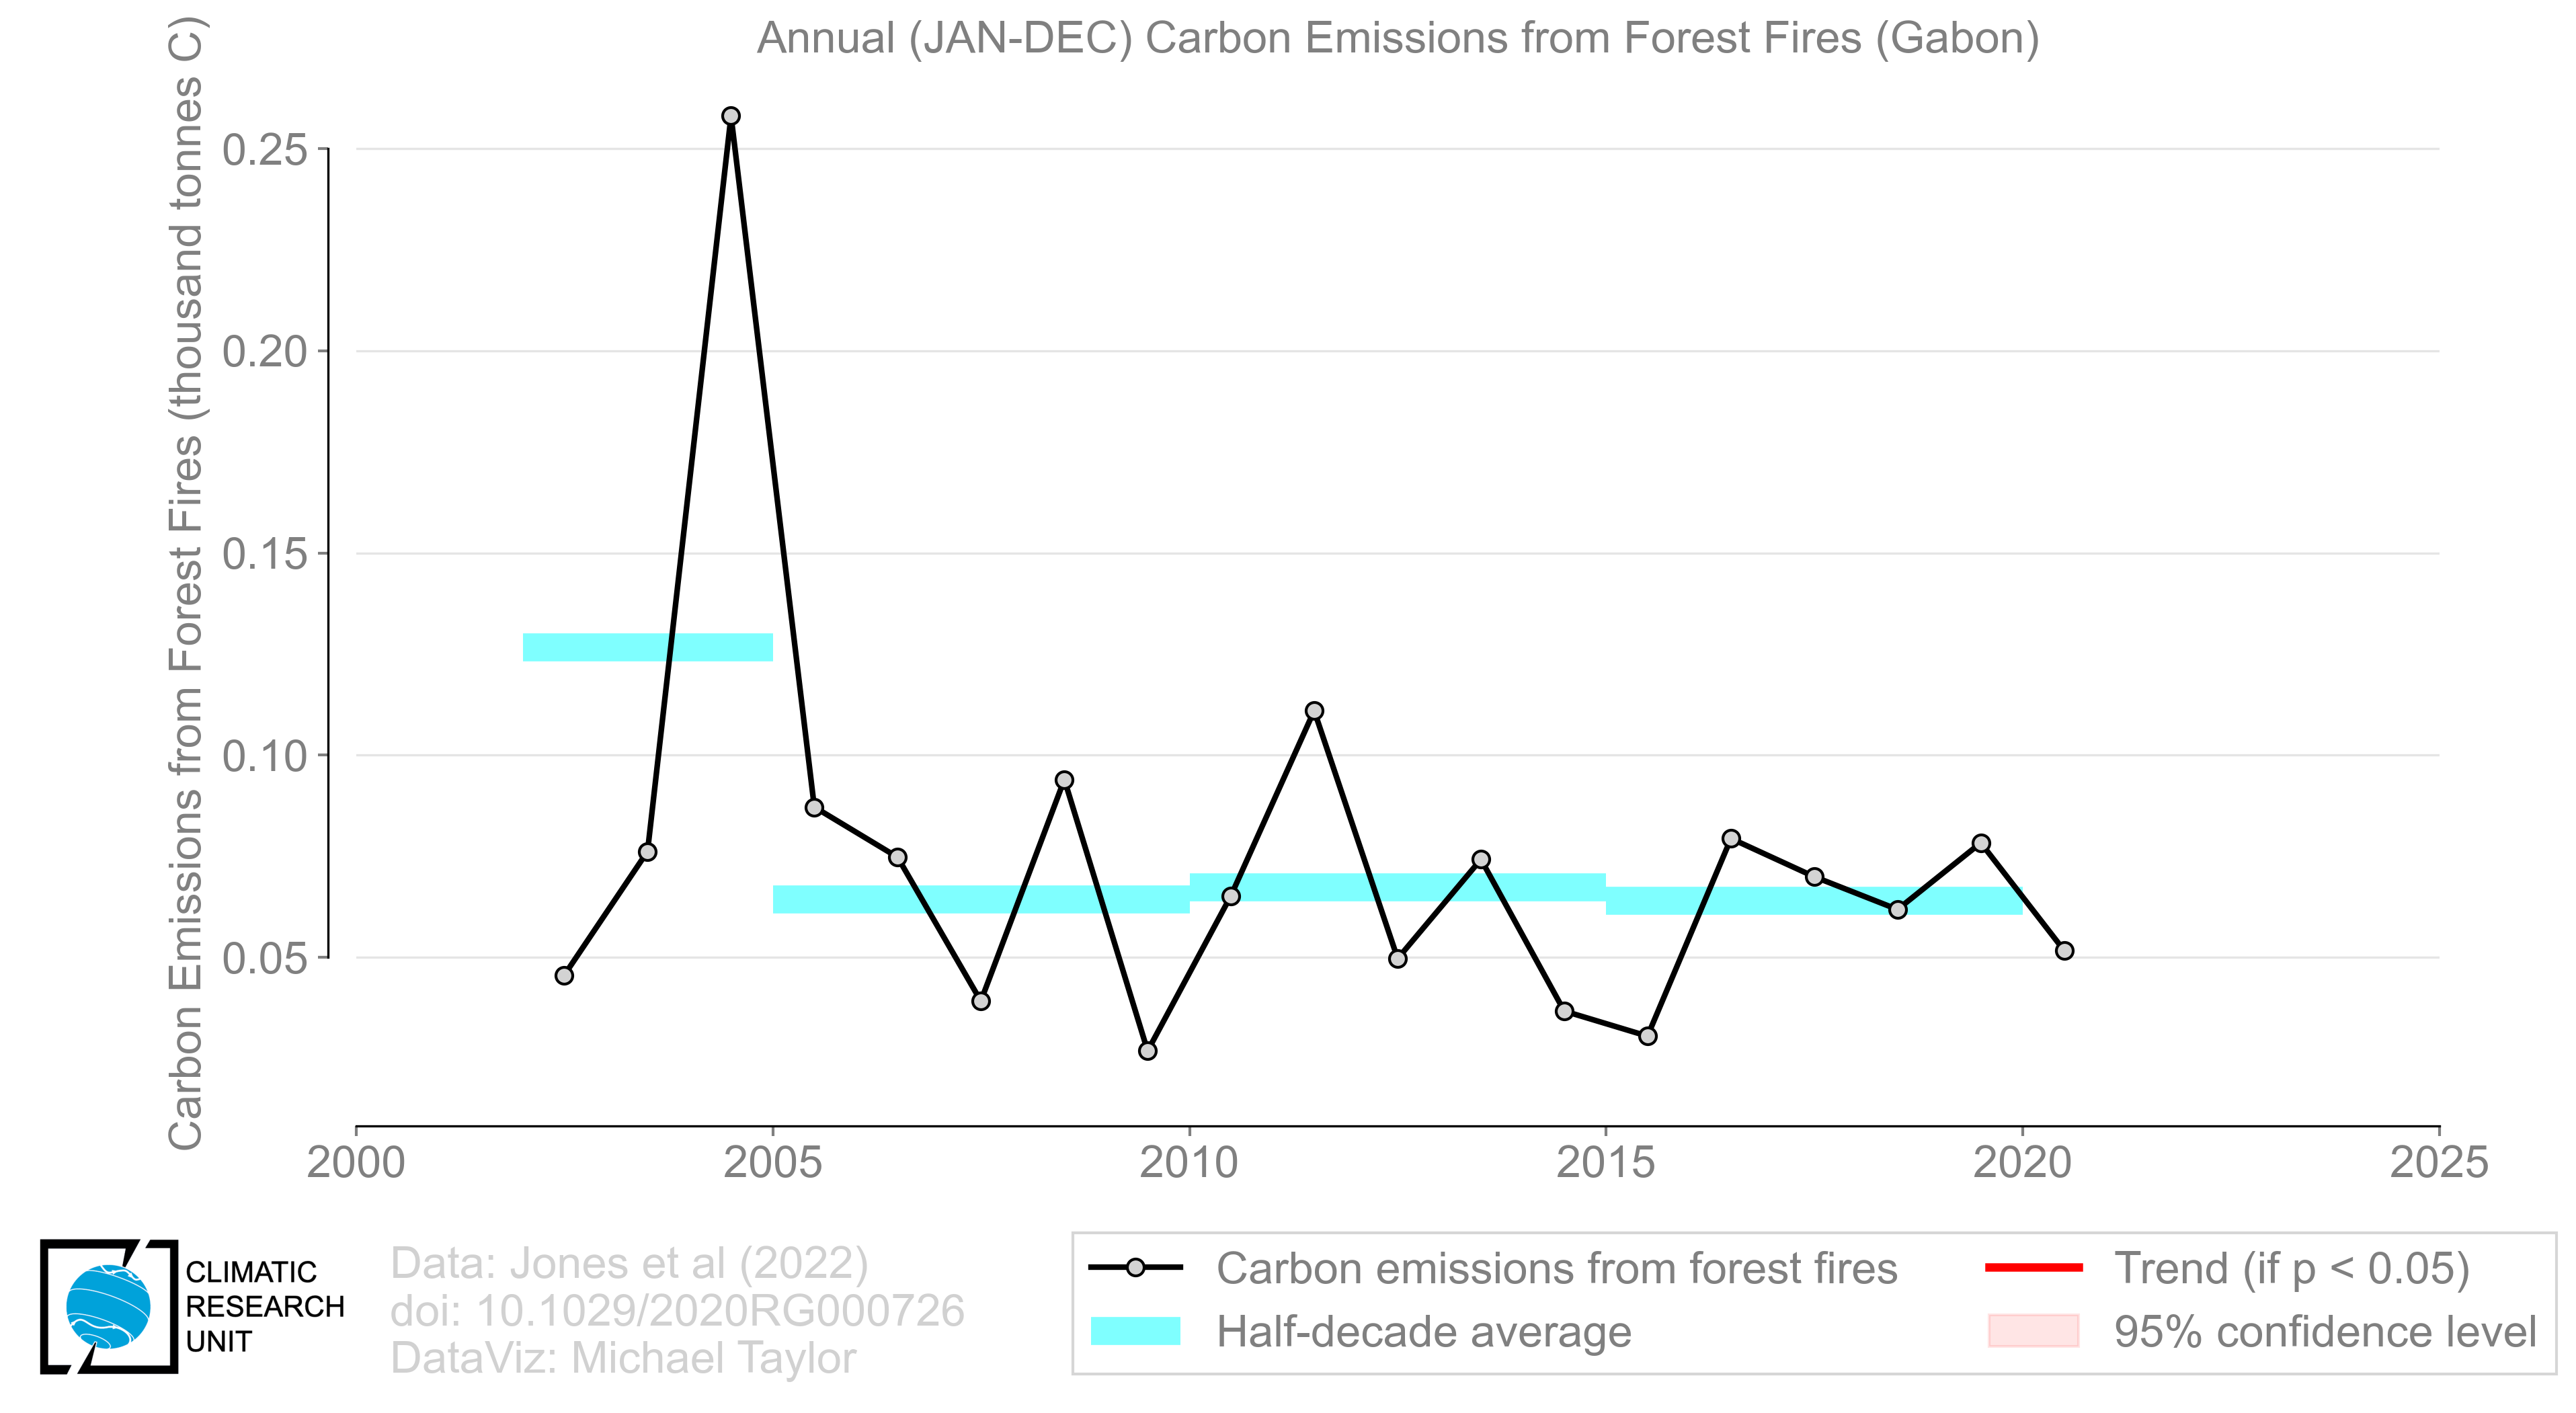 Annual (JAN-DEC) Carbon Emissions from Forest Fires (Gabon)
Carbon Emissions from Forest Fires (thousand tonnes C)
0.25
0.20
0.15
0.10
0.05
2000
2005
2010
2015
2020
2025
CLIMATIC
RESEARCH
UNIT
Data: Jones et al (2022)
doi: 10.1029/2020RG000726
DataViz: Michael Taylor
Carbon emissions from forest fires
Half-decade average
Trend (if p < 0.05)
95% confidence level